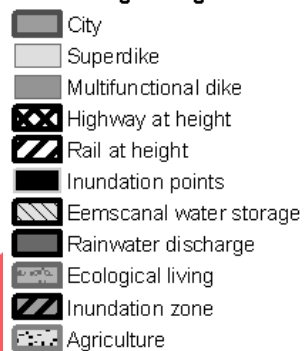 City
Superdike
Multifunctional dike
Highway at height
Rail at height
Inundation points
Eemscanal water storage
Rainwater discharge
Ecological living
Inundation zone
Agriculture